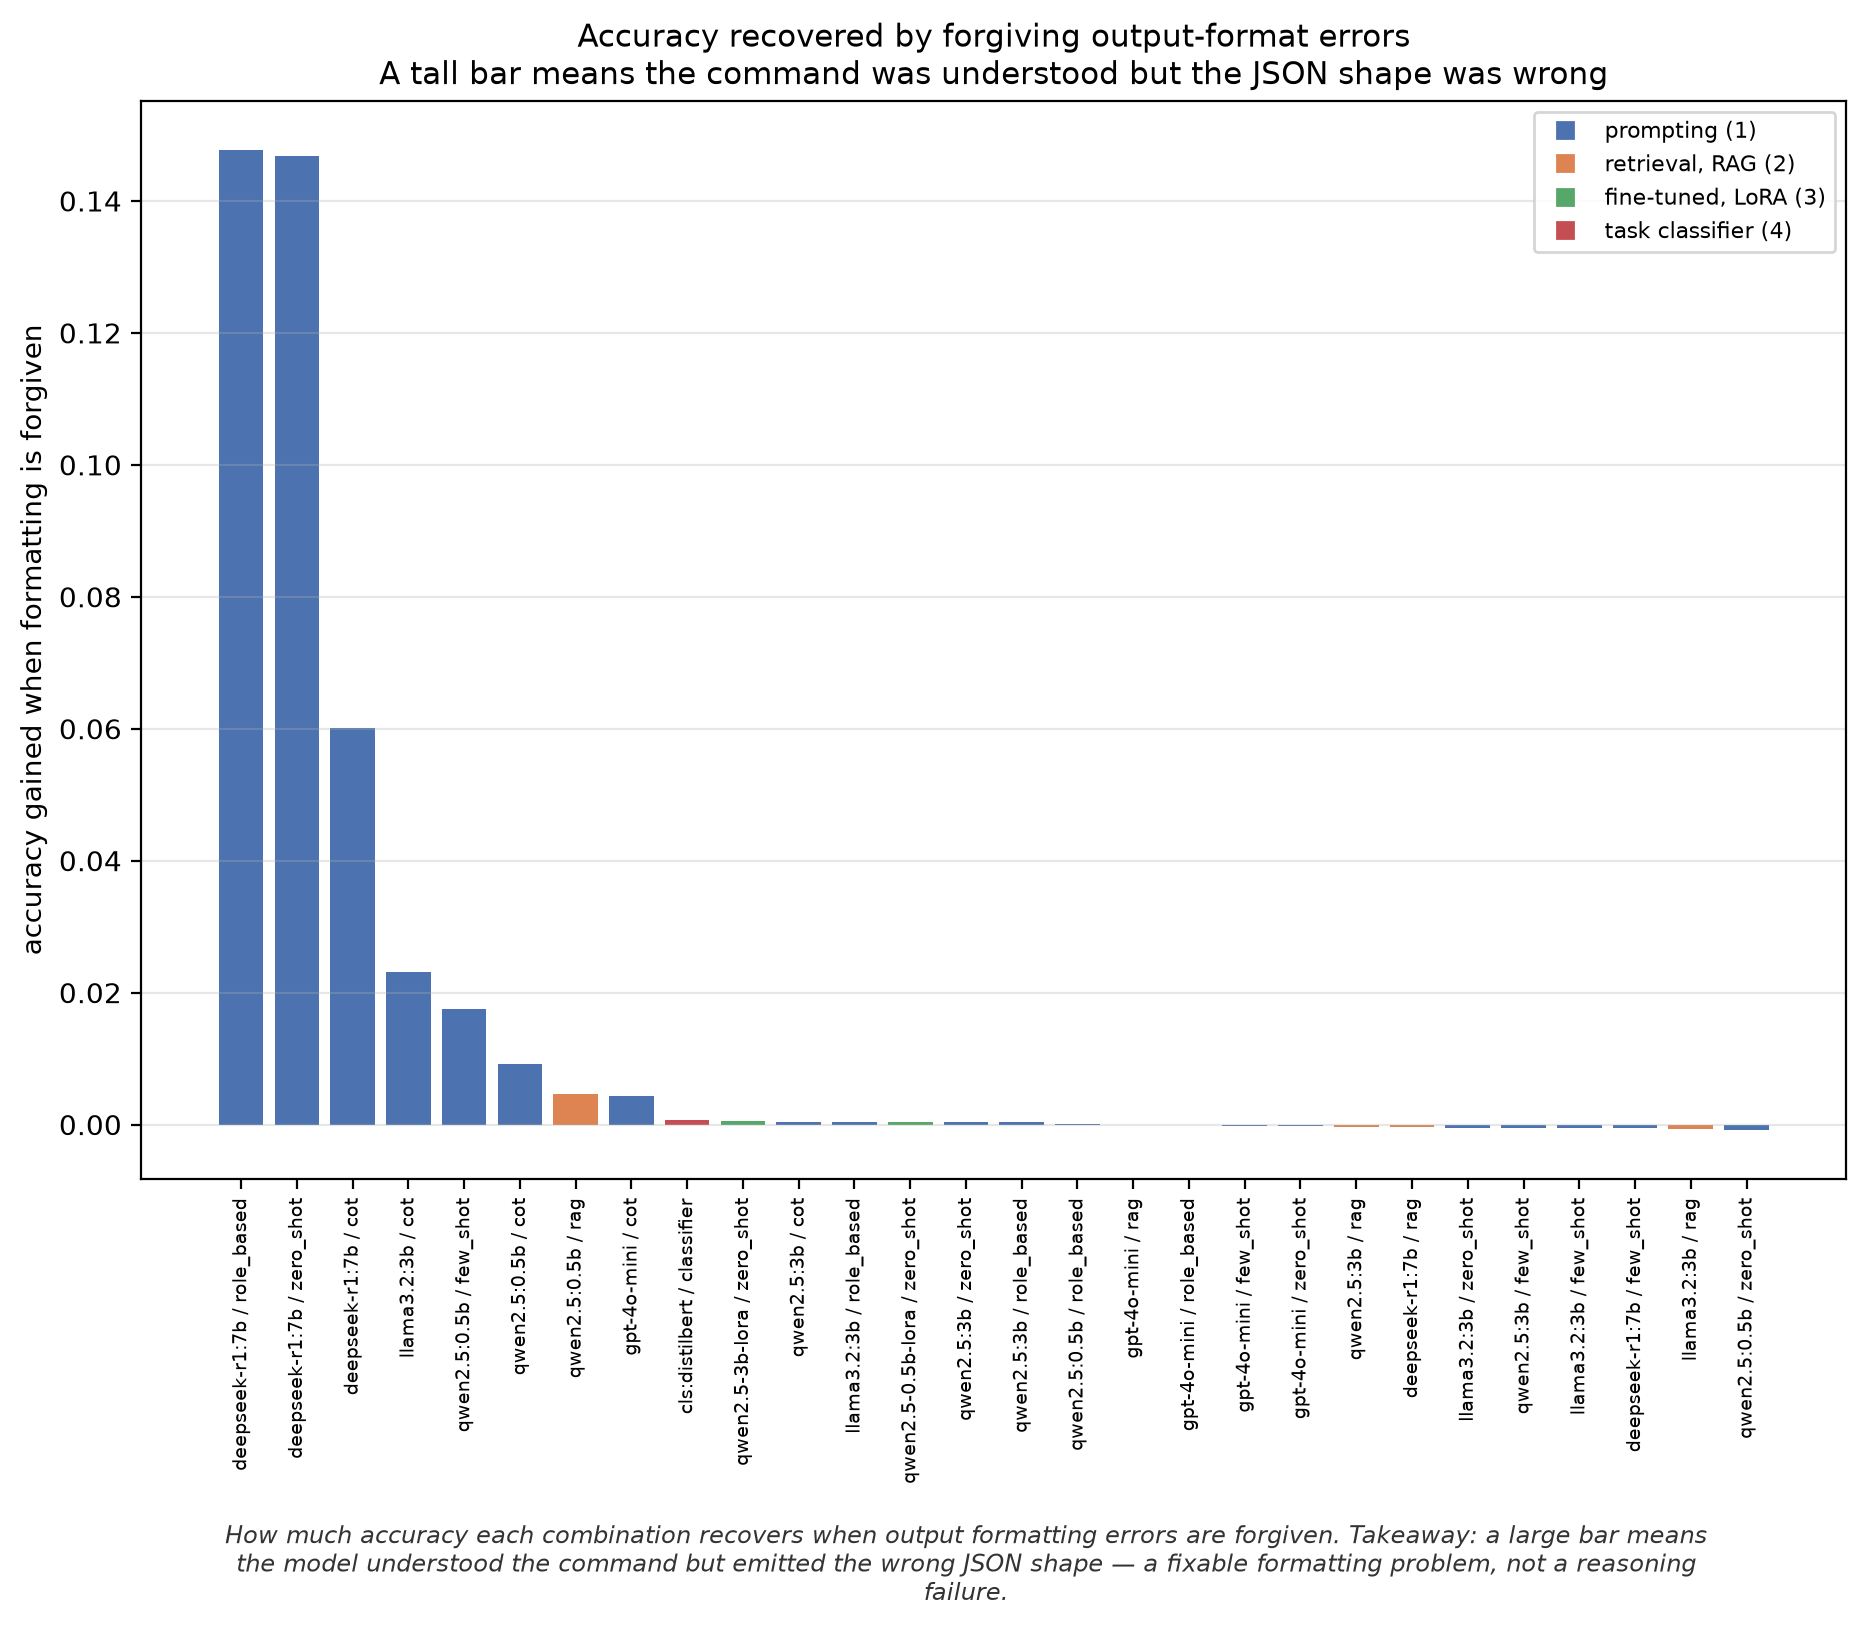 Accuracy recovered by forgiving output-format errors
A tall bar means the command was understood but the JSON shape was wrong
prompting (1)
retrieval, RAG (2)
fine-tuned, LoRA (3)
task classifier (4)
accuracy gained when formatting is forgiven
0.14
0.12
0.10
0.08
0.06
0.04
0.02
0.00
deepseek-r1:7b / role_based
deepseek-r1:7b / zero_shot
deepseek-r1:7b / cot
llama3.2:3b / cot
qwen2.5:0.5b / few_shot
qwen2.5:0.5b / cot
qwen2.5:0.5b / rag
gpt-4o-mini / cot
cls:distilbert / classifier
qwen2.5-3b-lora / zero_shot
qwen2.5:3b / cot
llama3.2:3b / role_based
qwen2.5-0.5b-lora / zero_shot
qwen2.5:3b / zero_shot
qwen2.5:3b / role_based
qwen2.5:0.5b / role_based
gpt-4o-mini / rag
gpt-4o-mini / role_based
gpt-4o-mini / few_shot
gpt-4o-mini / zero_shot
qwen2.5:3b / rag
deepseek-r1:7b / rag
llama3.2:3b / zero_shot
qwen2.5:3b / few_shot
llama3.2:3b / few_shot
deepseek-r1:7b / few_shot
llama3.2:3b / rag
qwen2.5:0.5b / zero_shot
How much accuracy each combination recovers when output formatting errors are forgiven. Takeaway: a large bar means
the model understood the command but emitted the wrong JSON shape — a fixable formatting problem, not a reasoning
failure.